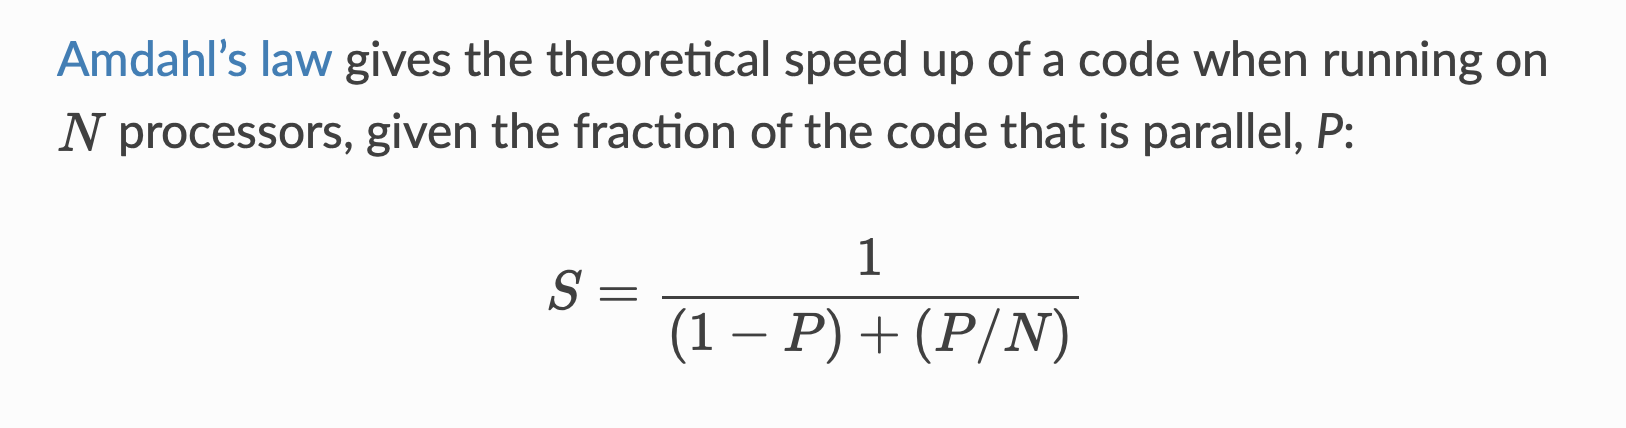 Amdahl’s law gives the theoretical speed up of a code when running on
N processors, given the fraction of the code that is parallel, P:
S = 1 / ((1 − P) + (P/N))